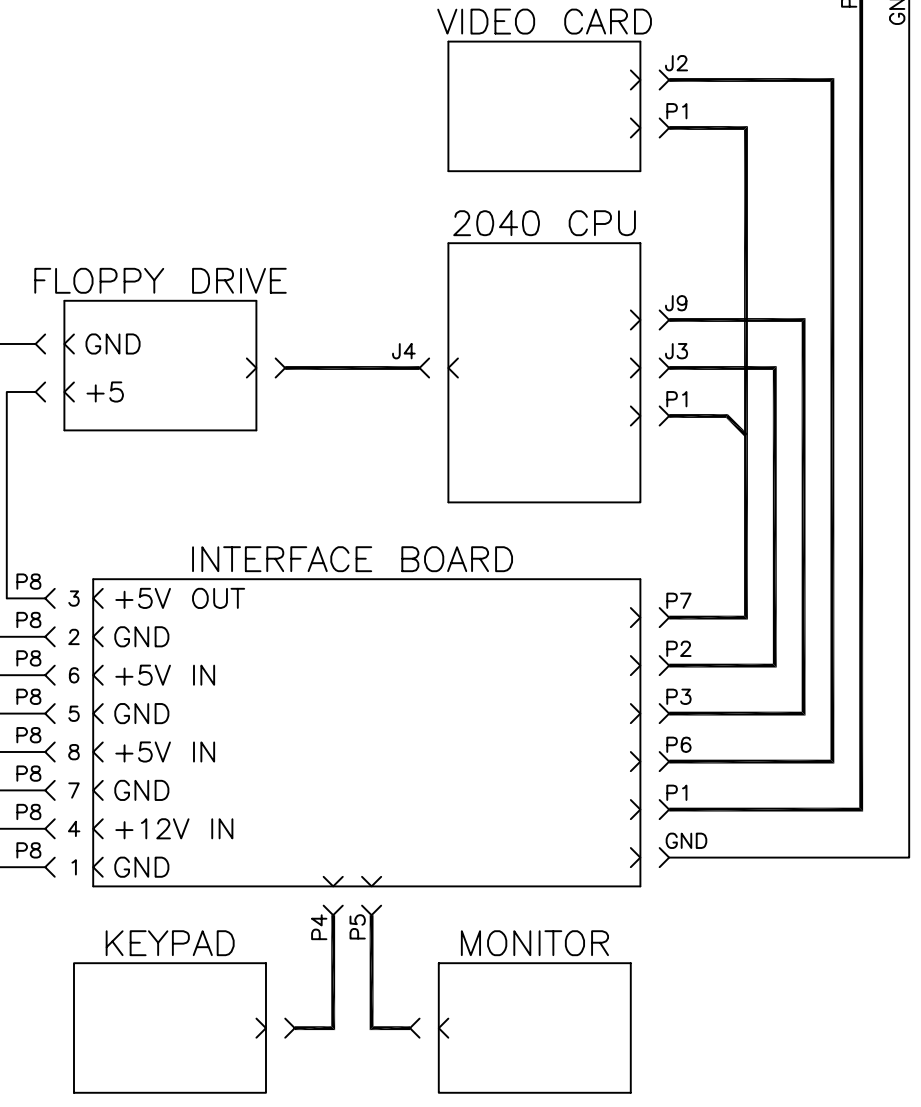 VIDEO CARD
J2
P1
2040 CPU
J9
J3
P1
J4
FLOPPY DRIVE
GND
+5
INTERFACE BOARD
P8 3 +5V OUT
P8 2 GND
P8 6 +5V IN
P8 5 GND
P8 8 +5V IN
P8 7 GND
P8 4 +12V IN
P8 1 GND
P7
P2
P3
P6
P1
GND
P4
P5
KEYPAD
MONITOR